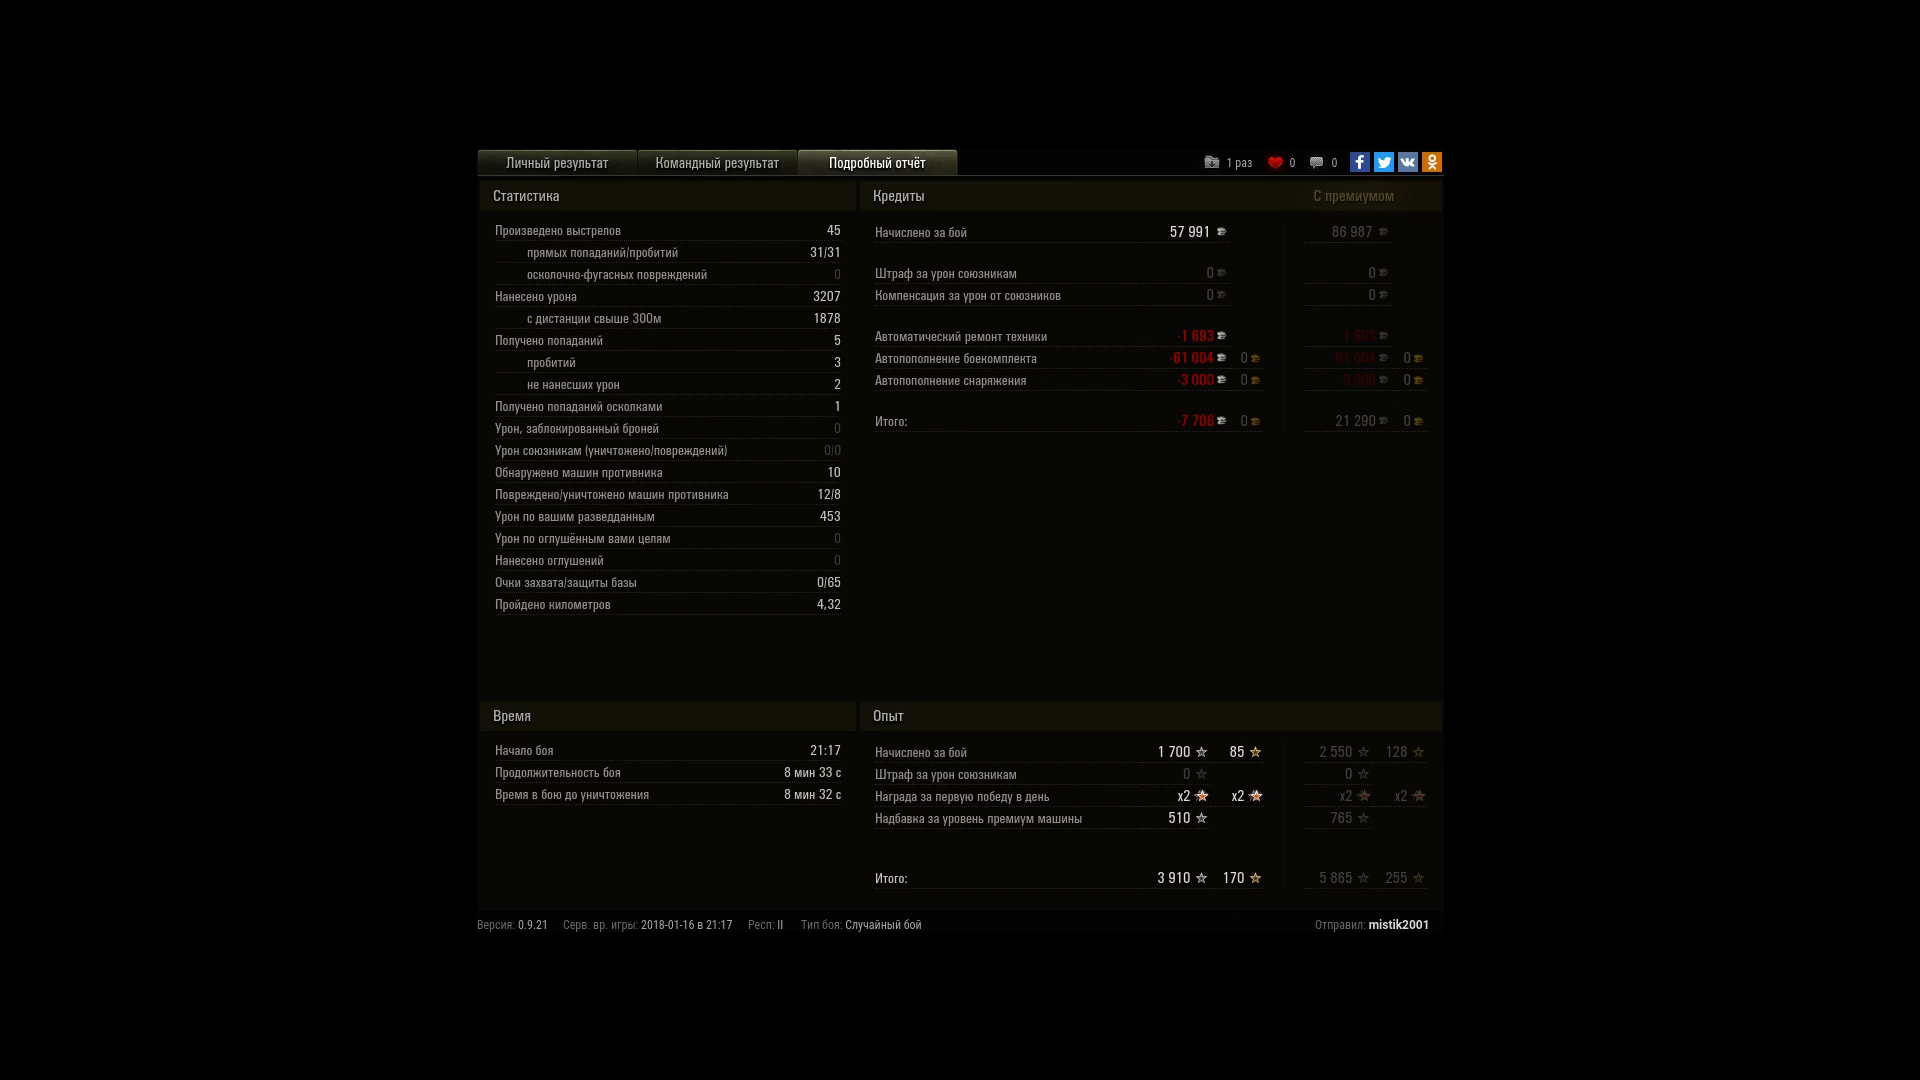 Личный результат Командный результат Подробный отчёт 1 раз 0 0
Статистика
Произведено выстрелов 45
прямых попаданий/пробитий 31/31
осколочно-фугасных повреждений 0
Нанесено урона 3207
с дистанции свыше 300м 1878
Получено попаданий 5
пробитий 3
не нанесших урон 2
Получено попаданий осколками 1
Урон, заблокированный броней 0
Урон союзникам (уничтожено/повреждений) 0/0
Обнаружено машин противника 10
Повреждено/уничтожено машин противника 12/8
Урон по вашим разведданным 453
Урон по оглушённым вами целям 0
Нанесено оглушений 0
Очки захвата/защиты базы 0/65
Пройдено километров 4,32
Кредиты С премиумом
Начислено за бой 57 991 86 987
Штраф за урон союзникам 0 0
Компенсация за урон от союзников 0 0
Автоматический ремонт техники -1 693 -1 693
Автопополнение боекомплекта -61 004 0 -61 004 0
Автопополнение снаряжения -3 000 0 -3 000 0
Итого: -7 706 0 21 290 0
Время
Начало боя 21:17
Продолжительность боя 8 мин 33 с
Время в бою до уничтожения 8 мин 32 с
Опыт
Начислено за бой 1 700 85 2 550 128
Штраф за урон союзникам 0 0
Награда за первую победу в день x2 x2 x2 x2
Надбавка за уровень премиум машины 510 765
Итого: 3 910 170 5 865 255
Версия: 0.9.21 Серв. вр. игры: 2018-01-16 в 21:17 Респ: II Тип боя: Случайный бой Отправил: mistik2001